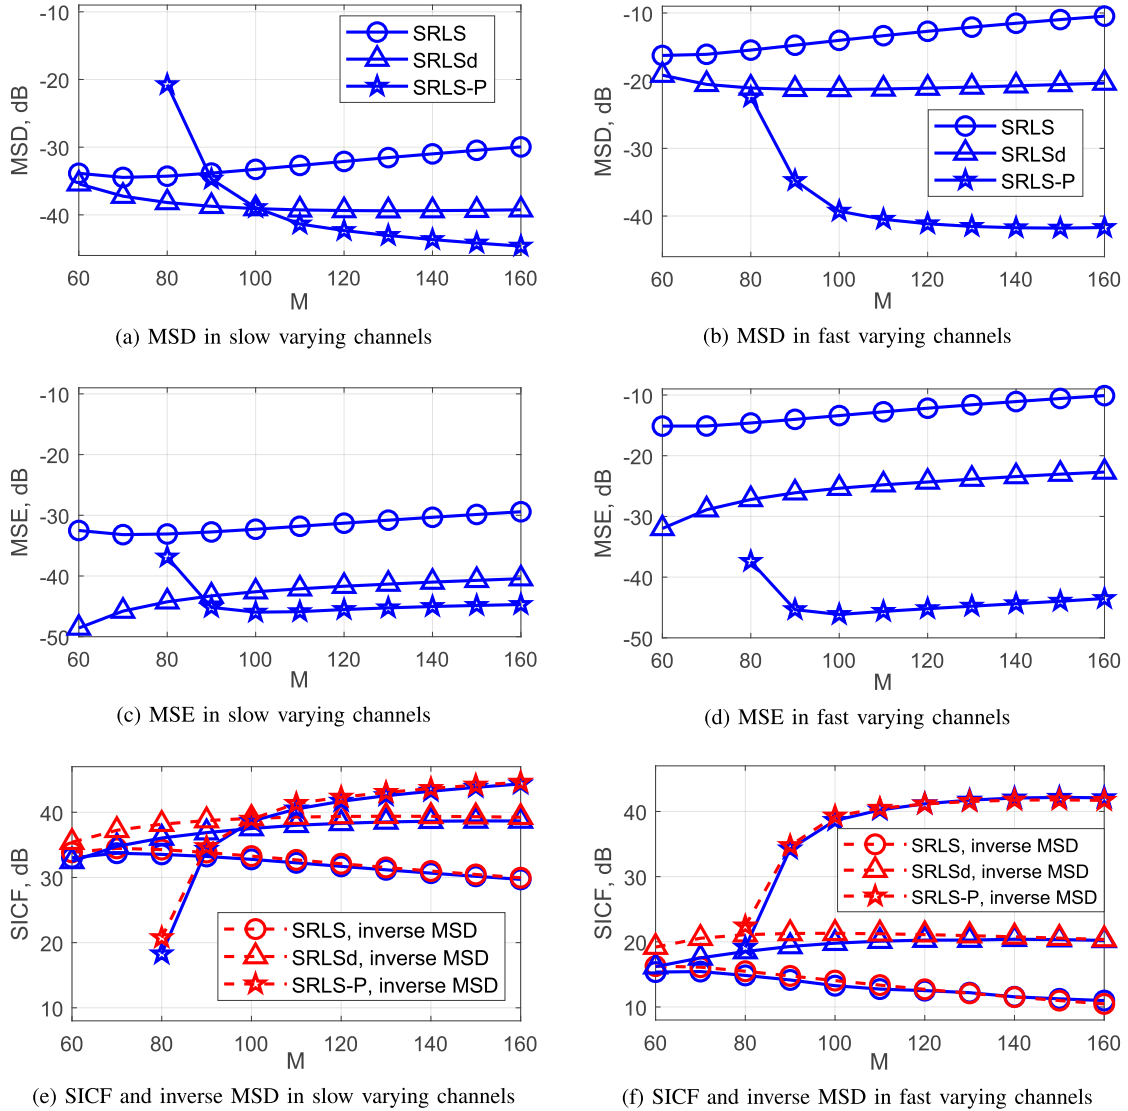 -10
-20
-30
-40
MSD, dB
SRLS
SRLSd
SRLS-P
60
80
100
120
140
160
M
(a) MSD in slow varying channels
-10
-20
-30
-40
MSD, dB
SRLS
SRLSd
SRLS-P
60
80
100
120
140
160
M
(b) MSD in fast varying channels
-10
-20
-30
-40
-50
MSE, dB
60
80
100
120
140
160
M
(c) MSE in slow varying channels
-10
-20
-30
-40
-50
MSE, dB
60
80
100
120
140
160
M
(d) MSE in fast varying channels
40
30
20
10
SICF, dB
SRLS, inverse MSD
SRLSd, inverse MSD
SRLS-P, inverse MSD
60
80
100
120
140
160
M
(e) SICF and inverse MSD in slow varying channels
40
30
20
10
SICF, dB
SRLS, inverse MSD
SRLSd, inverse MSD
SRLS-P, inverse MSD
60
80
100
120
140
160
M
(f) SICF and inverse MSD in fast varying channels